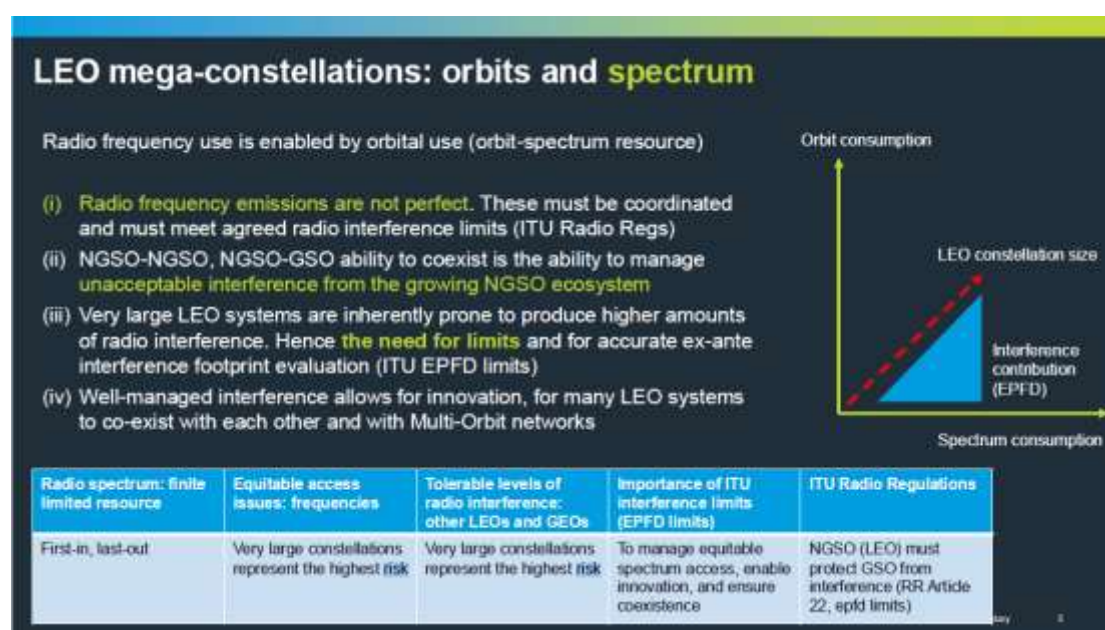 LEO mega-constellations: orbits and spectrum
Radio frequency use is enabled by orbital use (orbit-spectrum resource)
(i) Radio frequency emissions are not perfect. These must be coordinated
and must meet agreed radio interference limits (ITU Radio Regs)
(ii) NGSO-NGSO, NGSO-GSO ability to coexist is the ability to manage
unacceptable interference from the growing NGSO ecosystem
(iii) Very large LEO systems are inherently prone to produce higher amounts
of radio interference. Hence the need for limits and for accurate ex-ante
interference footprint evaluation (ITU EPFD limits)
(iv) Well-managed interference allows for innovation, for many LEO systems
to co-exist with each other and with Multi-Orbit networks
Orbit consumption
LEO constellation size
Interference
contribution
(EPFD)
Spectrum consumption
Radio spectrum: finite
limited resource
Equitable access
issues: frequencies
Tolerable levels of
radio interference:
other LEOs and GEOs
Importance of ITU
interference limits
(EPFD limits)
ITU Radio Regulations
First-in, last-out
Very large constellations
represent the highest risk
Very large constellations
represent the highest risk
To manage equitable
spectrum access, enable
innovation, and ensure
coexistence
NGSO (LEO) must
protect GSO from
interference (RR Article
22, epfd limits)